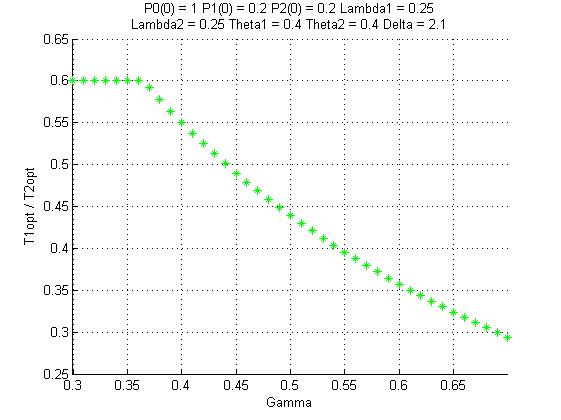 P0(0) = 1 P1(0) = 0.2 P2(0) = 0.2 Lambda1 = 0.25
Lambda2 = 0.25 Theta1 = 0.4 Theta2 = 0.4 Delta = 2.1
0.65
0.6
0.55
0.5
0.45
0.4
0.35
0.3
0.25
T1opt / T2opt
0.3 0.35 0.4 0.45 0.5 0.55 0.6 0.65
Gamma